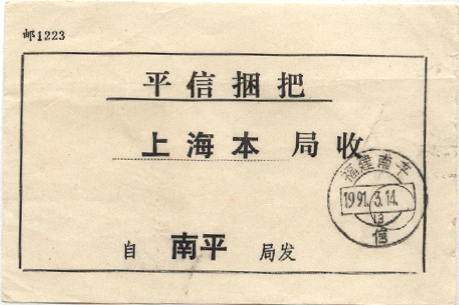 邮1223
平信捆把
上海本局收
福建南平
1991.3.14
13
信
自 南平 局发